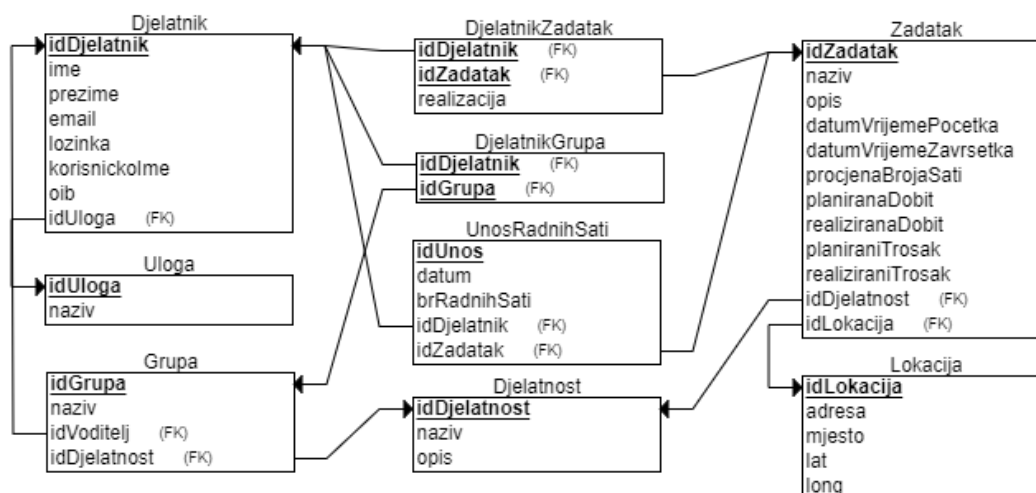 Djelatnik
idDjelatnik
ime
prezime
email
lozinka
korisnickoIme
oib
idUloga (FK)
Uloga
idUloga
naziv
Grupa
idGrupa
naziv
idVoditelj (FK)
idDjelatnost (FK)
DjelatnikZadatak
idDjelatnik (FK)
idZadatak (FK)
realizacija
DjelatnikGrupa
idDjelatnik (FK)
idGrupa (FK)
UnosRadnihSati
idUnos
datum
brRadnihSati
idDjelatnik (FK)
idZadatak (FK)
Djelatnost
idDjelatnost
naziv
opis
Zadatak
idZadatak
naziv
opis
datumVrijemePocetka
datumVrijemeZavrsetka
procjenaBrojaSati
planiranaDobit
realiziranaDobit
planiraniTrosak
realiziraniTrosak
idDjelatnost (FK)
idLokacija (FK)
Lokacija
idLokacija
adresa
mjesto
lat
long